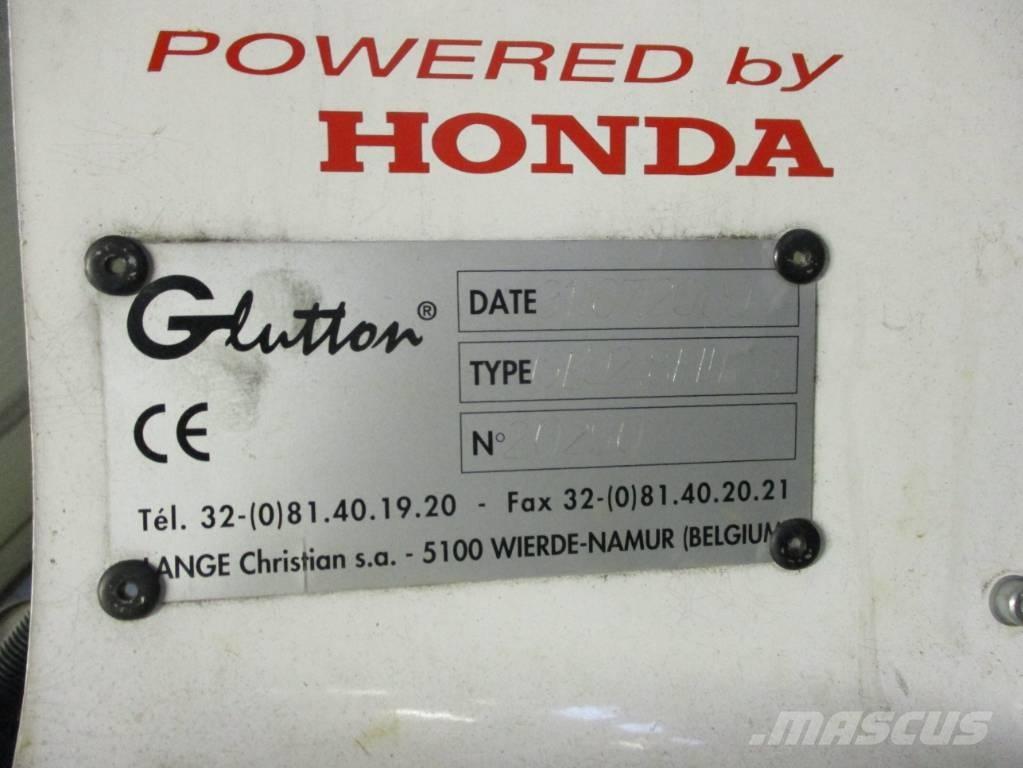 POWERED by
HONDA
Glutton®
DATE
TYPE
N°
CE
Tél. 32-(0)81.40.19.20 - Fax 32-(0)81.40.20.21
LANGE Christian s.a. - 5100 WIERDE-NAMUR (BELGIUM)
MASCUS